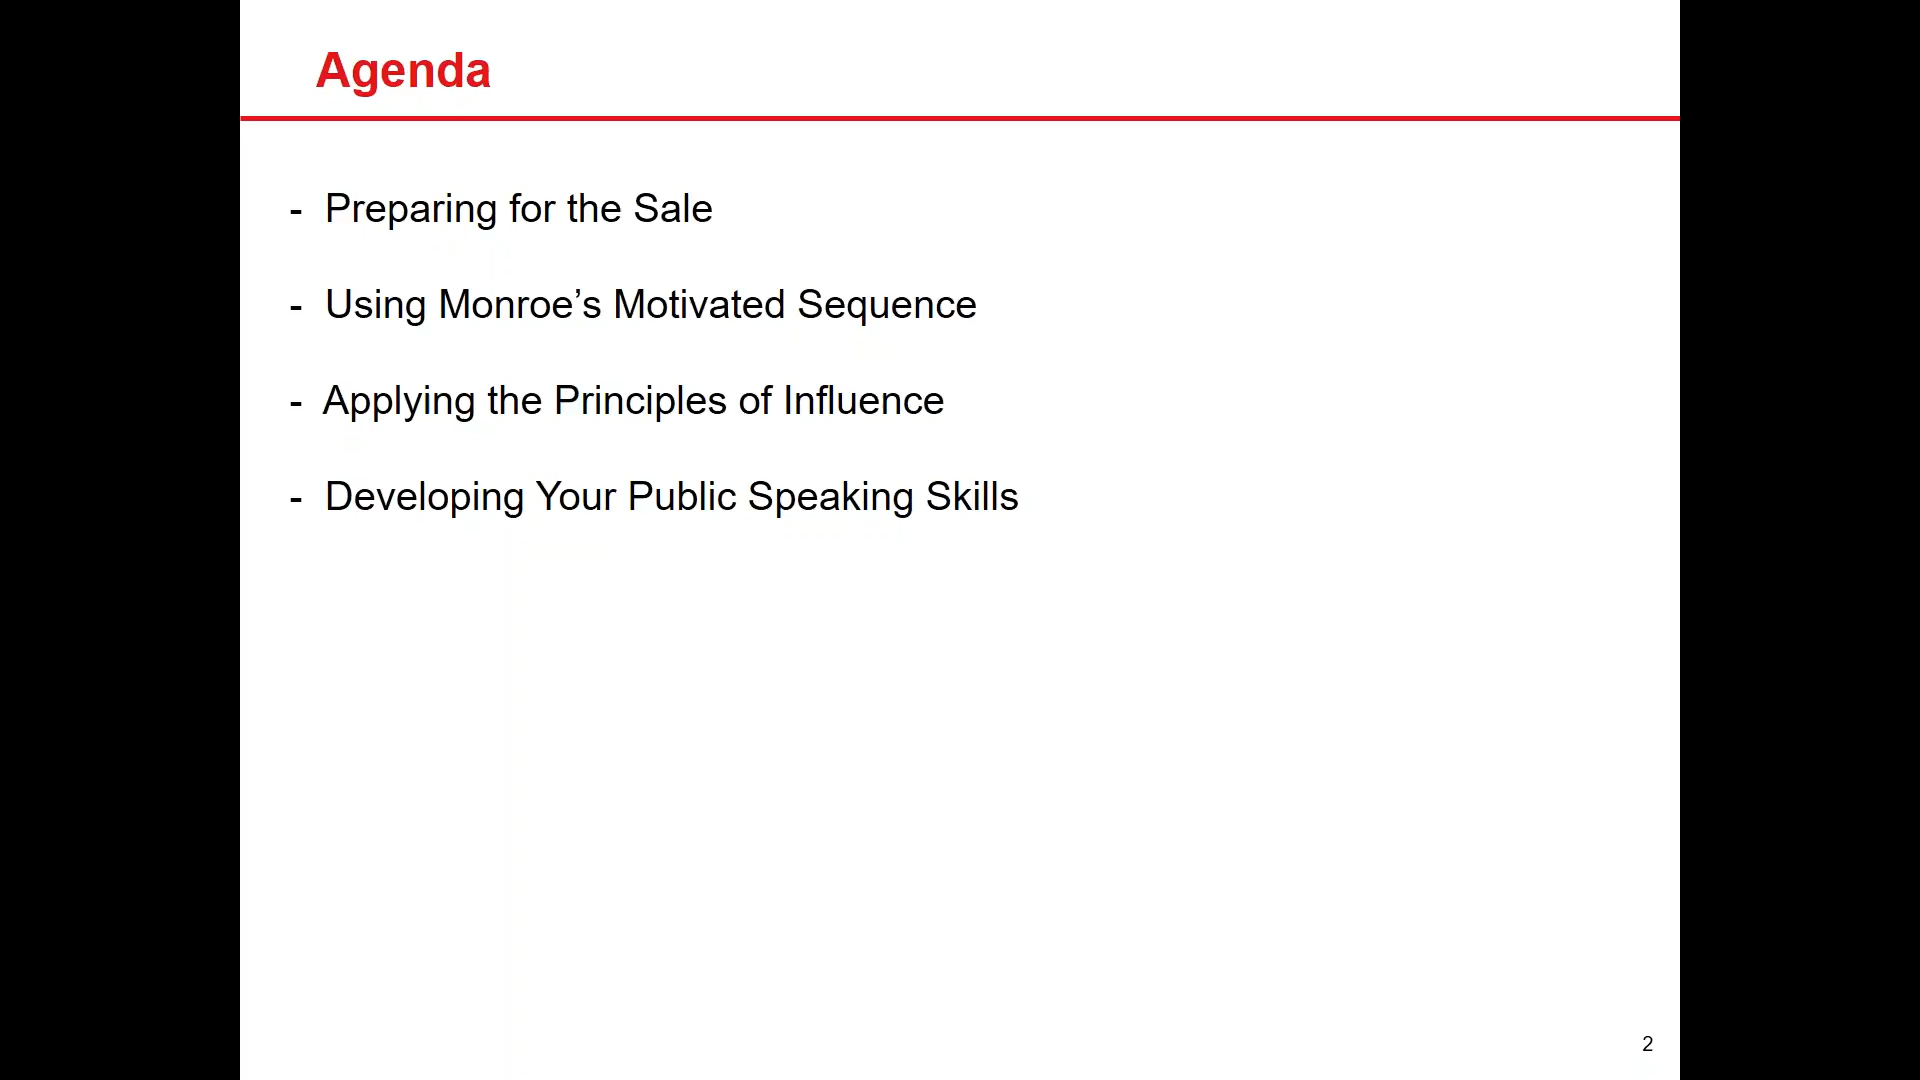 Agenda
- Preparing for the Sale
- Using Monroe’s Motivated Sequence
- Applying the Principles of Influence
- Developing Your Public Speaking Skills
2